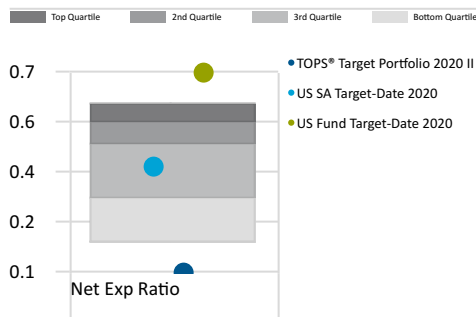 Top Quartile 2nd Quartile 3rd Quartile Bottom Quartile
0.7
0.6
0.4
0.2
0.1
Net Exp Ratio
TOPS® Target Portfolio 2020 II
US SA Target-Date 2020
US Fund Target-Date 2020